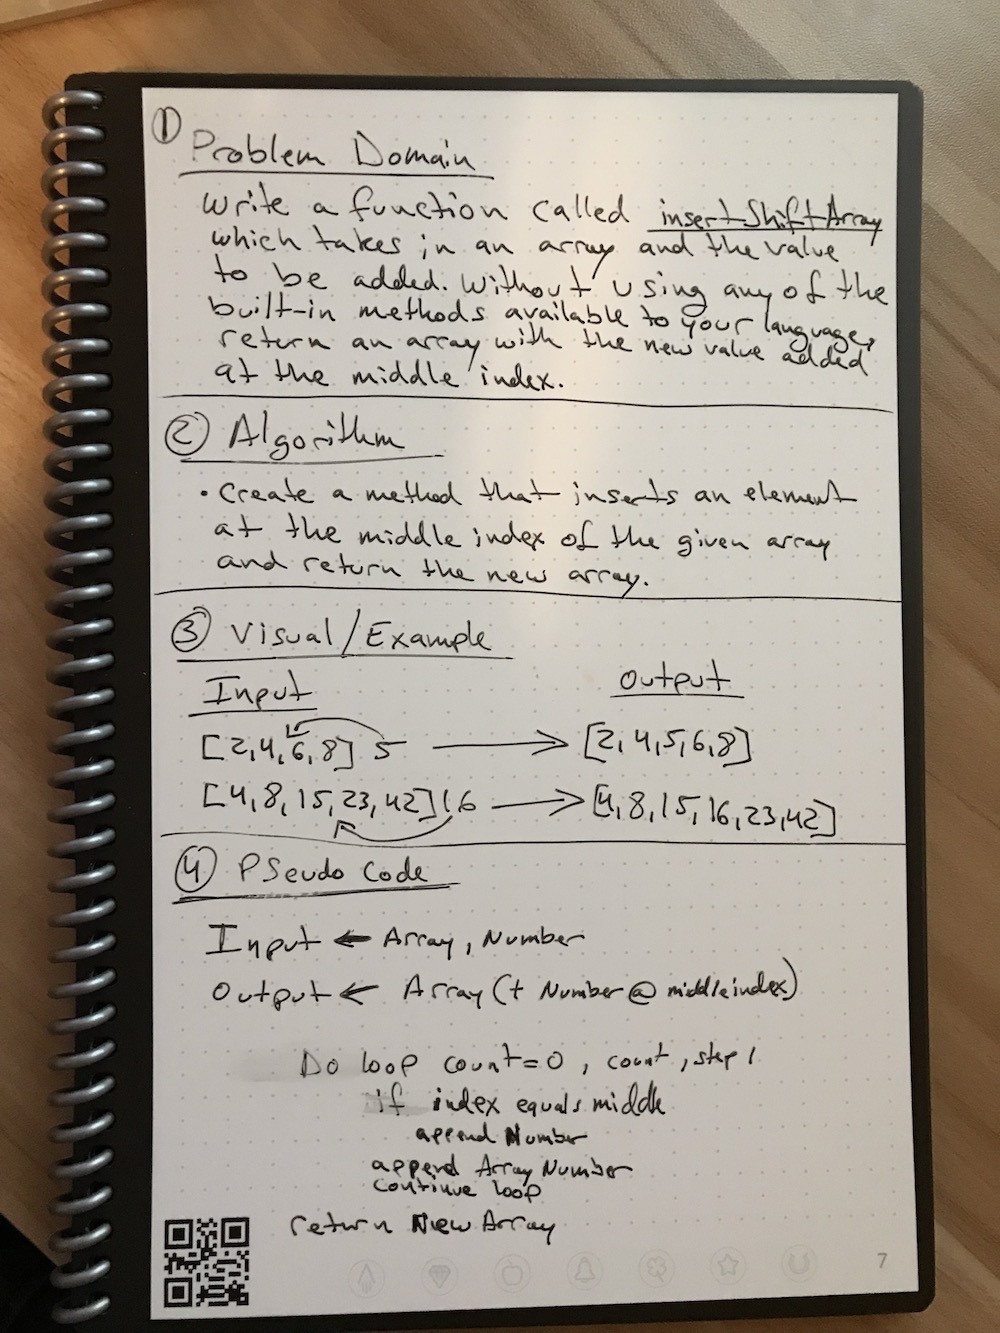 ① Problem Domain
Write a function called insertShiftArray
which takes in an array and the value
to be added. Without using any of the
built-in methods available to your language,
return an array with the new value added
at the middle index.
② Algorithm
• Create a method that inserts an element
at the middle index of the given array
and return the new array.
③ Visual/Example
Input Output
[2,4,6,8] 5 → [2,4,5,6,8]
[4,8,15,23,42] 16 → [4,8,15,16,23,42]
④ PSeudo Code
Input ← Array, Number
Output ← Array (+ Number @ middle index)
Do loop count=0, count, step 1
if index equals middle
append Number
append Array Number
continue loop
return New Array
7